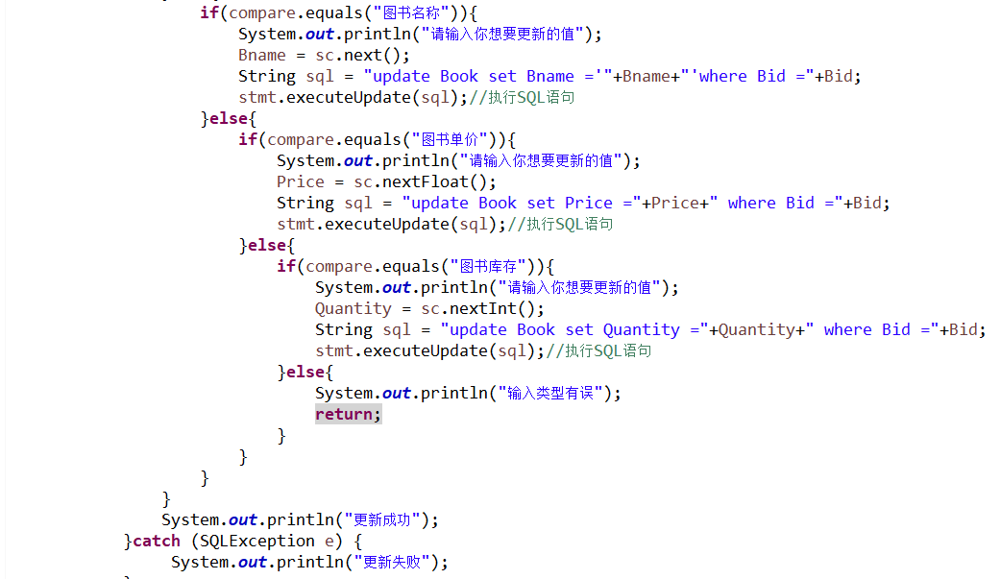 if(compare.equals("图书名称")){
System.out.println("请输入你想要更新的值");
Bname = sc.next();
String sql = "update Book set Bname ='"+Bname+"'where Bid ="+Bid;
stmt.executeUpdate(sql);//执行SQL语句
}else{
if(compare.equals("图书单价")){
System.out.println("请输入你想要更新的值");
Price = sc.nextFloat();
String sql = "update Book set Price ="+Price+" where Bid ="+Bid;
stmt.executeUpdate(sql);//执行SQL语句
}else{
if(compare.equals("图书库存")){
System.out.println("请输入你想要更新的值");
Quantity = sc.nextInt();
String sql = "update Book set Quantity ="+Quantity+" where Bid ="+Bid;
stmt.executeUpdate(sql);//执行SQL语句
}else{
System.out.println("输入类型有误");
return;
}
}
}
}
System.out.println("更新成功");
}catch (SQLException e) {
System.out.println("更新失败");